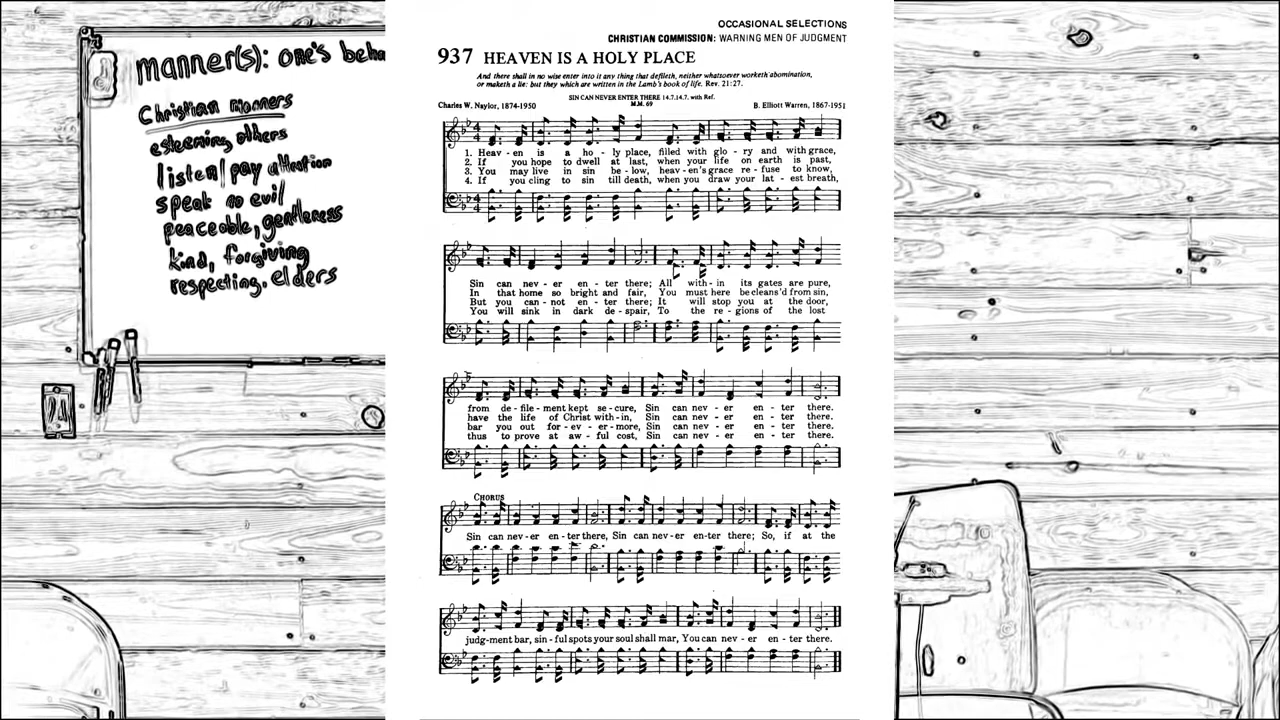 manner(s): one's beha
Christian Manners
esteeming others
listen/pay attention
speak no evil
peaceable, gentleness
kind, forgiving
respecting elders
OCCASIONAL SELECTIONS
CHRISTIAN COMMISSION: WARNING MEN OF JUDGMENT
937 HEAVEN IS A HOLY PLACE
And there shall in no wise enter into it any thing that defileth, neither whatsoever worketh abomination,
or maketh a lie: but they which are written in the Lamb's book of life. Rev. 21:27.
SIN CAN NEVER ENTER THERE 14.7.14.7. with Ref.
Charles W. Naylor, 1874-1950 M.M. 69 B. Elliott Warren, 1867-1951
1. Heav - en is a ho - ly place, filled with glo - ry and with grace,
2. If you hope to dwell at last, when your life on earth is past,
3. You may live in sin be - low, heav - en's grace re - fuse to know,
4. If you cling to sin till death, when you draw your lat - est breath,
Sin can nev - er en - ter there; All with - in its gates are pure,
In that home so bright and fair, You must here be cleans'd from sin,
But you can - not en - ter there; It will stop you at the door,
You will sink in dark de - spair, To the re - gions of the lost
from de - file - ment kept se - cure, Sin can nev - er en - ter there.
have the life of Christ with - in, Sin can nev - er en - ter there.
bar you out for - ev - er - more, Sin can nev - er en - ter there.
thus to prove at aw - ful cost, Sin can nev - er en - ter there.
CHORUS
Sin can nev - er en - ter there, Sin can nev - er en - ter there; So, if at the
judg - ment bar, sin - ful spots your soul shall mar, You can nev - er en - ter there.